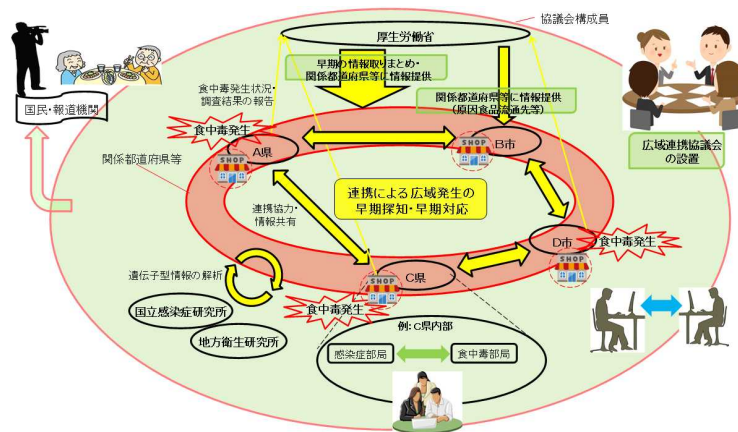 協議会構成員
厚生労働省
早期の情報取りまとめ・
関係都道府県等に情報提供
関係都道府県等に情報提供
(原因食品流通先等)
食中毒発生状況・
調査結果の報告
国民・報道機関
食中毒発生
A県
SHOP
B市
SHOP
広域連携協議会
の設置
関係都道府県等
連携による広域発生の
早期探知・早期対応
連携協力・
情報共有
D市
食中毒発生
SHOP
C県
SHOP
食中毒発生
遺伝子型情報の解析
国立感染症研究所
地方衛生研究所
例:C県内部
感染症部局
食中毒部局